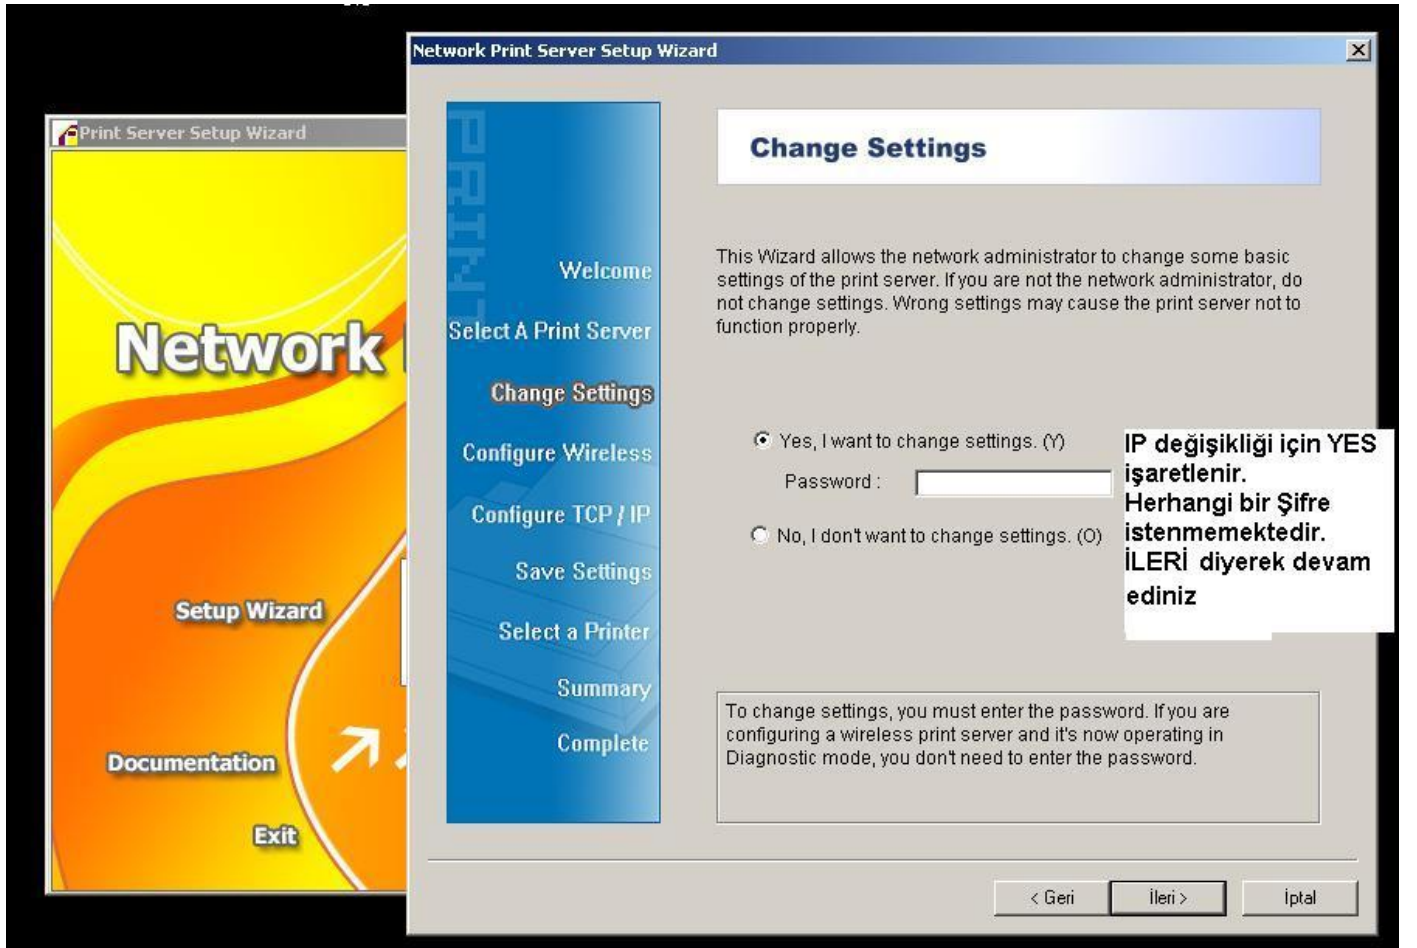 Network Print Server Setup Wizard
Print Server Setup Wizard
Network
Setup Wizard
Documentation
Exit
PRINT
Welcome
Select A Print Server
Change Settings
Configure Wireless
Configure TCP / IP
Save Settings
Select a Printer
Summary
Complete
Change Settings
This Wizard allows the network administrator to change some basic
settings of the print server. If you are not the network administrator, do
not change settings. Wrong settings may cause the print server not to
function properly.
Yes, I want to change settings. (Y)
Password :
No, I don't want to change settings. (O)
IP değişikliği için YES
işaretlenir.
Herhangi bir Şifre
istenmemektedir.
İLERİ diyerek devam
ediniz
To change settings, you must enter the password. If you are
configuring a wireless print server and it's now operating in
Diagnostic mode, you don't need to enter the password.
< Geri
İleri >
İptal